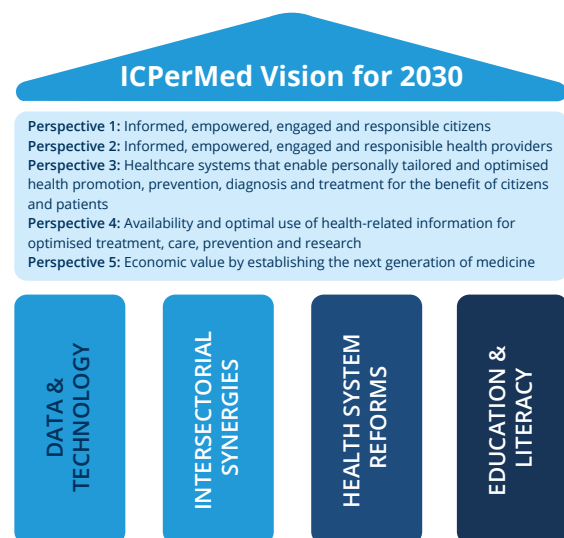 ICPerMed Vision for 2030
Perspective 1: Informed, empowered, engaged and responsible citizens
Perspective 2: Informed, empowered, engaged and responisible health providers
Perspective 3: Healthcare systems that enable personally tailored and optimised
health promotion, prevention, diagnosis and treatment for the benefit of citizens
and patients
Perspective 4: Availability and optimal use of health-related information for
optimised treatment, care, prevention and research
Perspective 5: Economic value by establishing the next generation of medicine
DATA &
TECHNOLOGY
INTERSECTORIAL
SYNERGIES
HEALTH SYSTEM
REFORMS
EDUCATION &
LITERACY